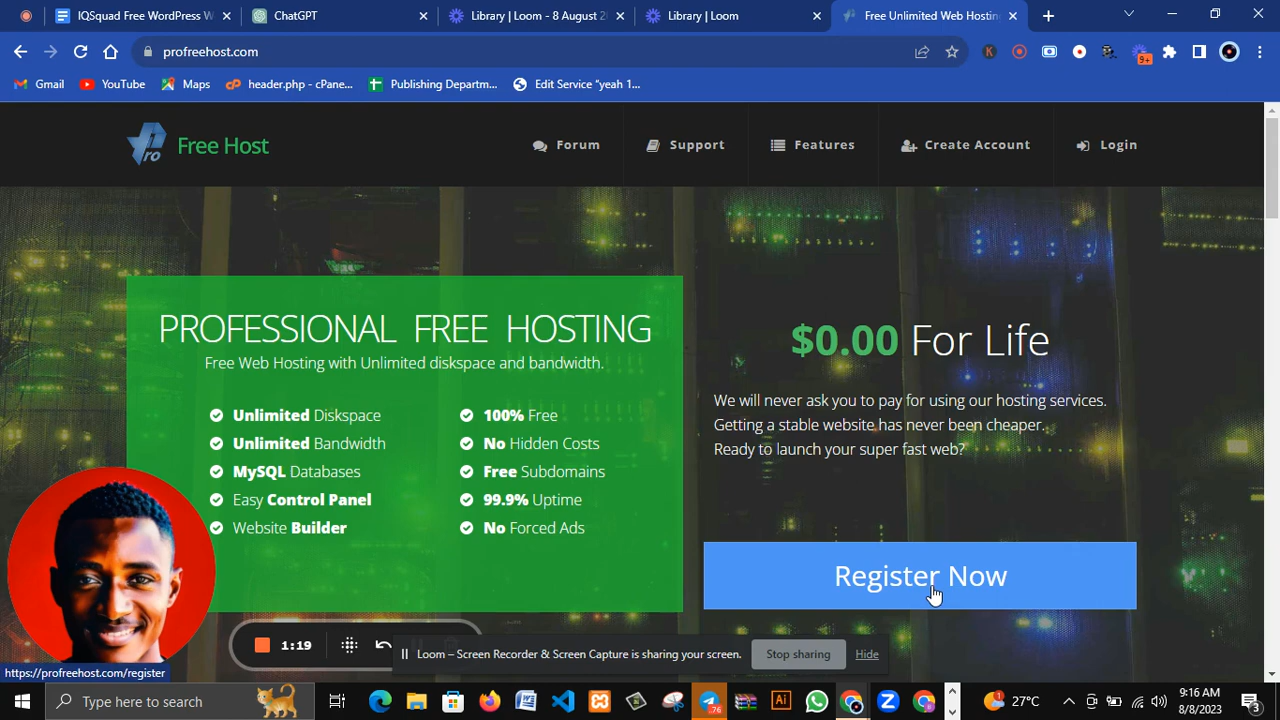 IQSquad Free WordPress W
ChatGPT
Library | Loom - 8 August 2
Library | Loom
Free Unlimited Web Hosting
profreehost.com
K
9+
Gmail
YouTube
Maps
header.php - cPane...
Publishing Departm...
Edit Service "yeah 1...
ro
Free Host
Forum
Support
Features
Create Account
Login
PROFESSIONAL FREE HOSTING
Free Web Hosting with Unlimited diskspace and bandwidth.
Unlimited Diskspace
100% Free
Unlimited Bandwidth
No Hidden Costs
MySQL Databases
Free Subdomains
Easy Control Panel
99.9% Uptime
Website Builder
No Forced Ads
$0.00 For Life
We will never ask you to pay for using our hosting services.
Getting a stable website has never been cheaper.
Ready to launch your super fast web?
Register Now
1:19
Loom – Screen Recorder & Screen Capture is sharing your screen.
Stop sharing
Hide
https://profreehost.com/register
Type here to search
76
Ai
Z
27°C
9:16 AM
8/8/2023
3